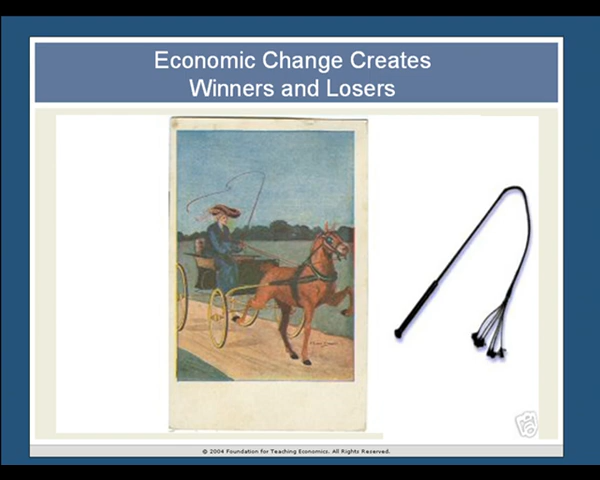 Economic Change Creates
Winners and Losers
© 2004 Foundation for Teaching Economics. All Rights Reserved.